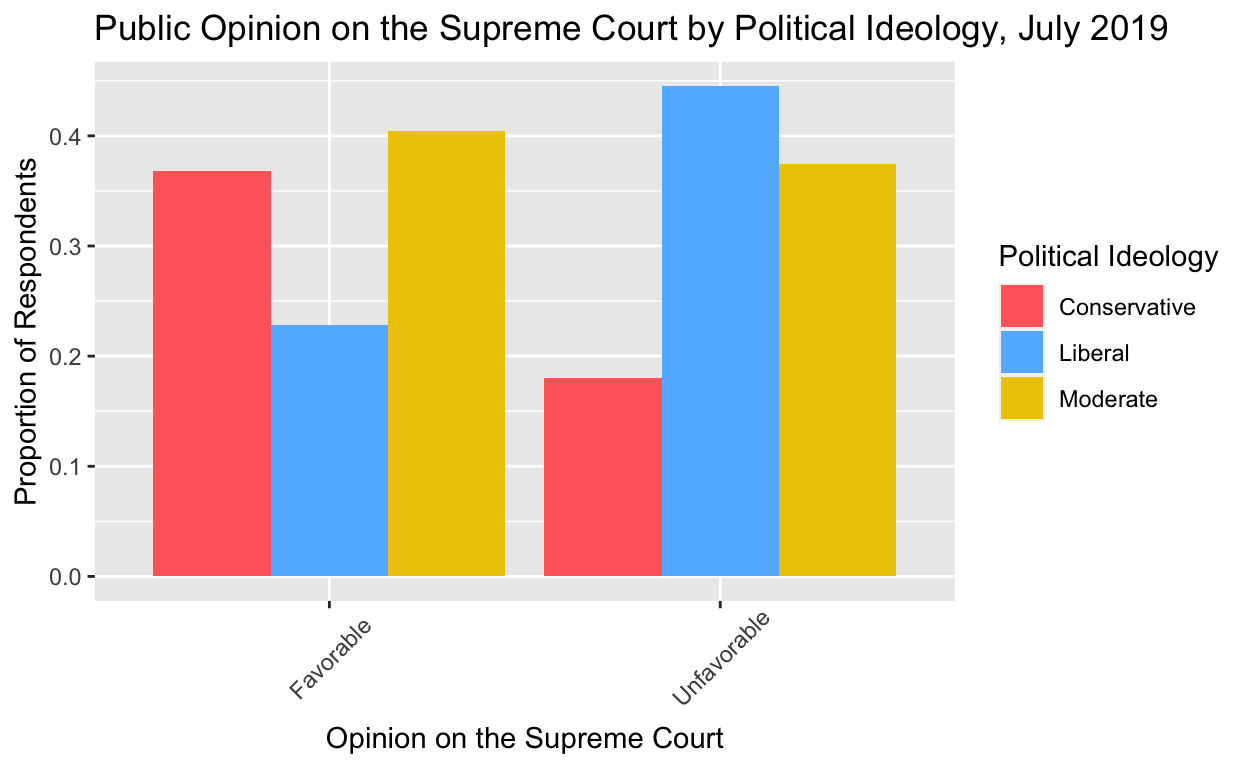 Public Opinion on the Supreme Court by Political Ideology, July 2019
Proportion of Respondents
0.4
0.3
0.2
0.1
0.0
Favorable
Unfavorable
Opinion on the Supreme Court
Political Ideology
Conservative
Liberal
Moderate